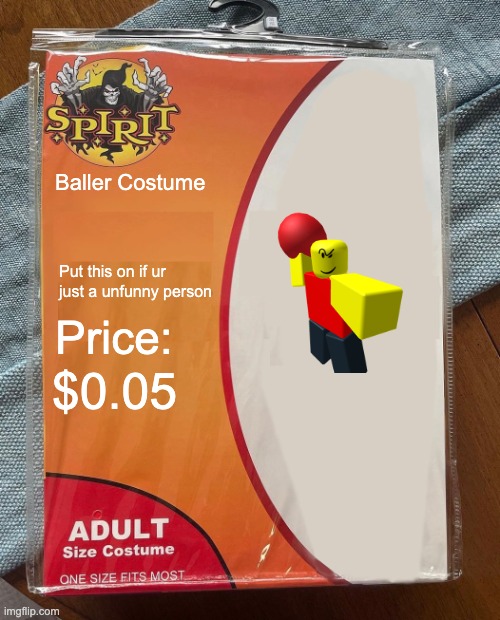 SPIRIT
Baller Costume
Put this on if ur
just a unfunny person
Price:
$0.05
ADULT
Size Costume
ONE SIZE FITS MOST
imgflip.com